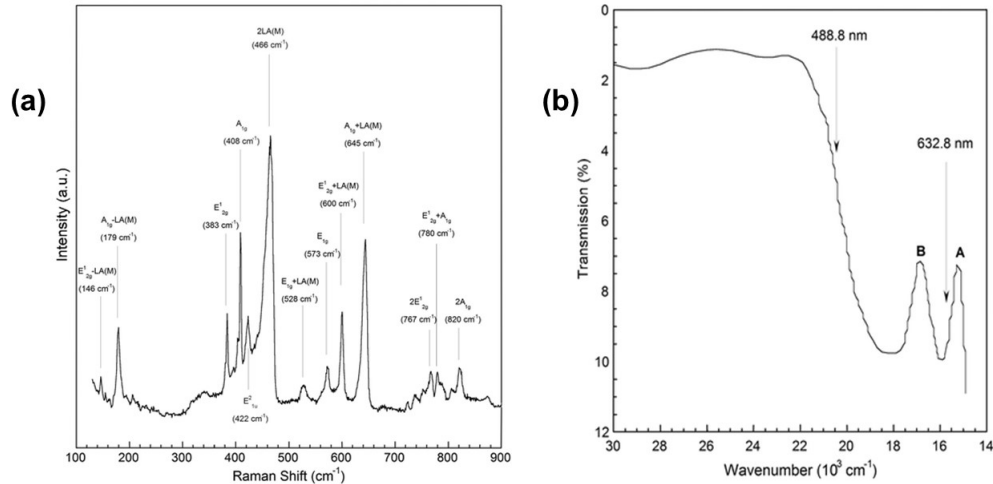 (a)
Intensity (a.u.)
2LA(M)
(466 cm-1)
A1g
(408 cm-1)
A1g+LA(M)
(645 cm-1)
E12g
(383 cm-1)
E12g+LA(M)
(600 cm-1)
A1g-LA(M)
(179 cm-1)
E1g
(573 cm-1)
E12g+A1g
(780 cm-1)
E12g-LA(M)
(146 cm-1)
E1g+LA(M)
(528 cm-1)
2E12g
(767 cm-1)
2A1g
(820 cm-1)
(422 cm-1)
100 200 300 400 500 600 700 800 900
Raman Shift (cm-1)
(b)
Transmission (%)
0
2
4
6
8
10
12
488.8 nm
632.8 nm
B
A
30 26 22 20 18 16 14
Wavenumber (103 cm-1)